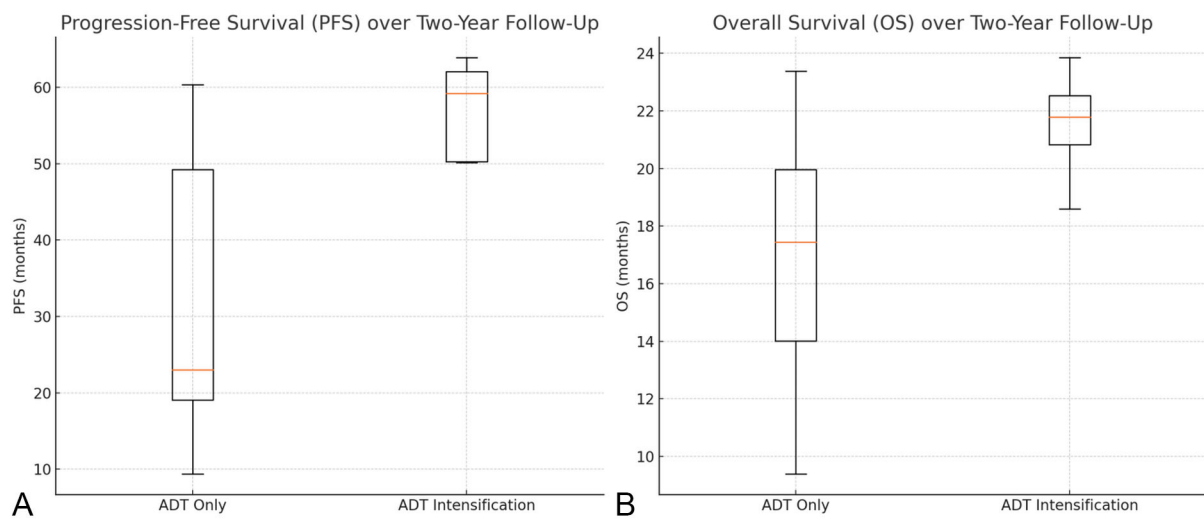 Progression-Free Survival (PFS) over Two-Year Follow-Up
60
50
40
30
20
10
PFS (months)
ADT Only
ADT Intensification
A
Overall Survival (OS) over Two-Year Follow-Up
24
22
20
18
16
14
12
10
OS (months)
ADT Only
ADT Intensification
B